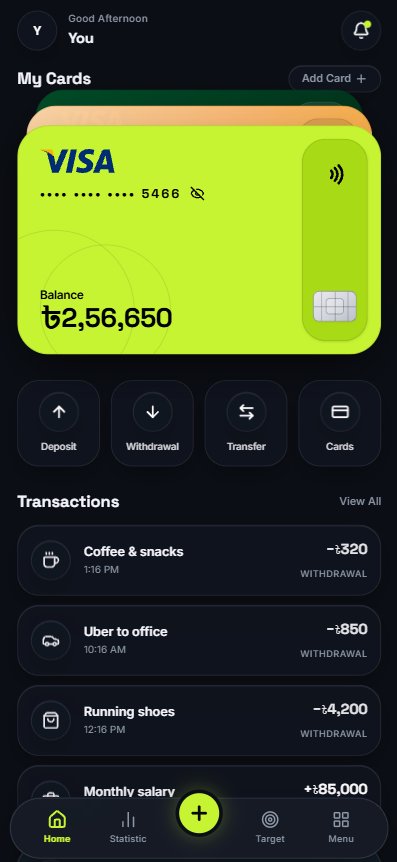 Y
Good Afternoon
You
My Cards
Add Card +
VISA
•••• •••• •••• 5466
Balance
৳2,56,650
Deposit
Withdrawal
Transfer
Cards
Transactions
View All
Coffee & snacks
-৳320
1:16 PM
WITHDRAWAL
Uber to office
-৳850
10:16 AM
WITHDRAWAL
Running shoes
-৳4,200
12:16 PM
WITHDRAWAL
Monthly salary
+৳85,000
Home
Statistic
Target
Menu